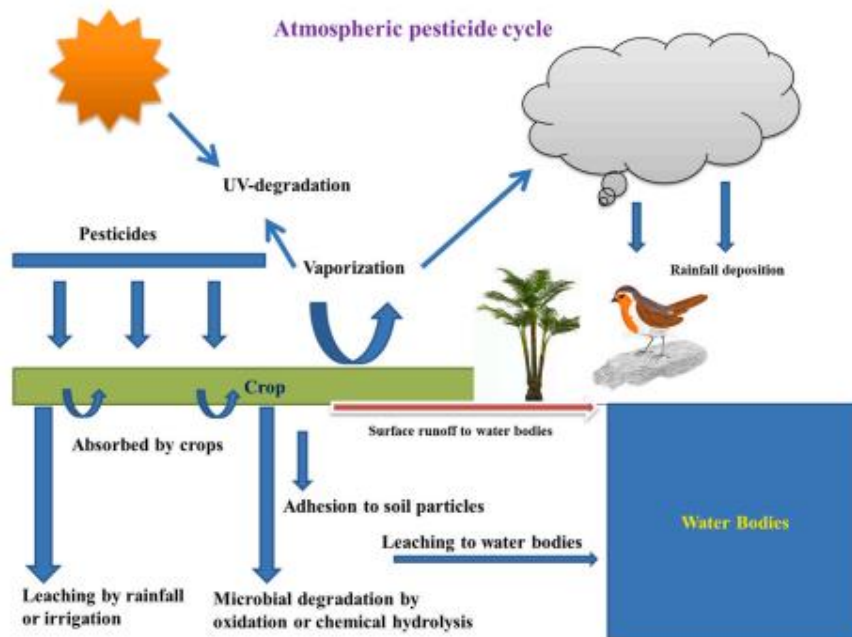 Atmospheric pesticide cycle
UV-degradation
Pesticides
Vaporization
Rainfall deposition
Crop
Absorbed by crops
Surface runoff to water bodies
Adhesion to soil particles
Water Bodies
Leaching to water bodies
Leaching by rainfall
or irrigation
Microbial degradation by
oxidation or chemical hydrolysis